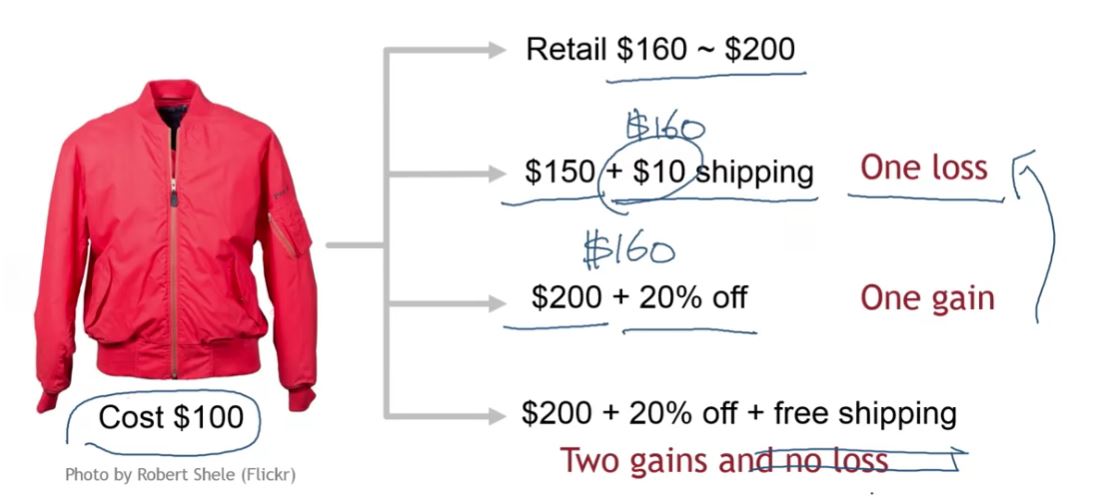 Retail $160 ~ $200
$160
$150 + $10 shipping
One loss
$160
$200 + 20% off
One gain
$200 + 20% off + free shipping
Two gains and no loss
Cost $100
Photo by Robert Shele (Flickr)